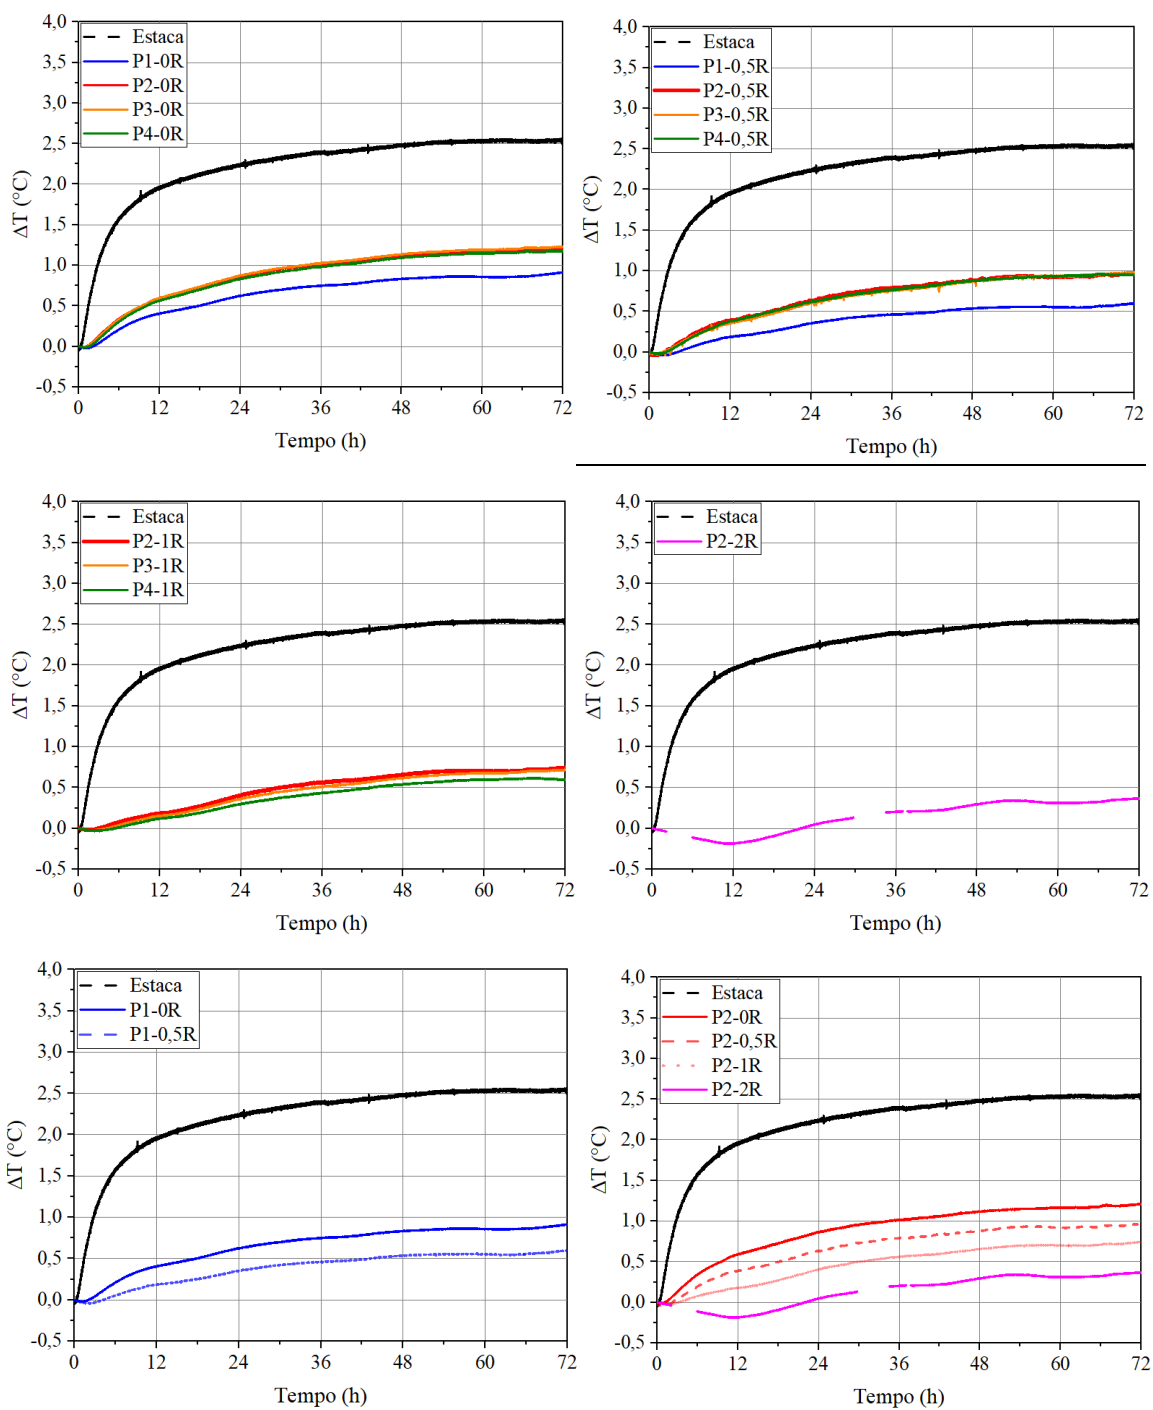 4,0
3,5
3,0
2,5
2,0
1,5
1,0
0,5
0,0
-0,5
ΔT (°C)
Estaca
P1-0R
P2-0R
P3-0R
P4-0R
0 12 24 36 48 60 72
Tempo (h)
4,0
3,5
3,0
2,5
2,0
1,5
1,0
0,5
0,0
-0,5
ΔT (°C)
Estaca
P1-0,5R
P2-0,5R
P3-0,5R
P4-0,5R
0 12 24 36 48 60 72
Tempo (h)
4,0
3,5
3,0
2,5
2,0
1,5
1,0
0,5
0,0
-0,5
ΔT (°C)
Estaca
P2-1R
P3-1R
P4-1R
0 12 24 36 48 60 72
Tempo (h)
4,0
3,5
3,0
2,5
2,0
1,5
1,0
0,5
0,0
-0,5
ΔT (°C)
Estaca
P2-2R
0 12 24 36 48 60 72
Tempo (h)
4,0
3,5
3,0
2,5
2,0
1,5
1,0
0,5
0,0
-0,5
ΔT (°C)
Estaca
P1-0R
P1-0,5R
0 12 24 36 48 60 72
Tempo (h)
4,0
3,5
3,0
2,5
2,0
1,5
1,0
0,5
0,0
-0,5
ΔT (°C)
Estaca
P2-0R
P2-0,5R
P2-1R
P2-2R
0 12 24 36 48 60 72
Tempo (h)